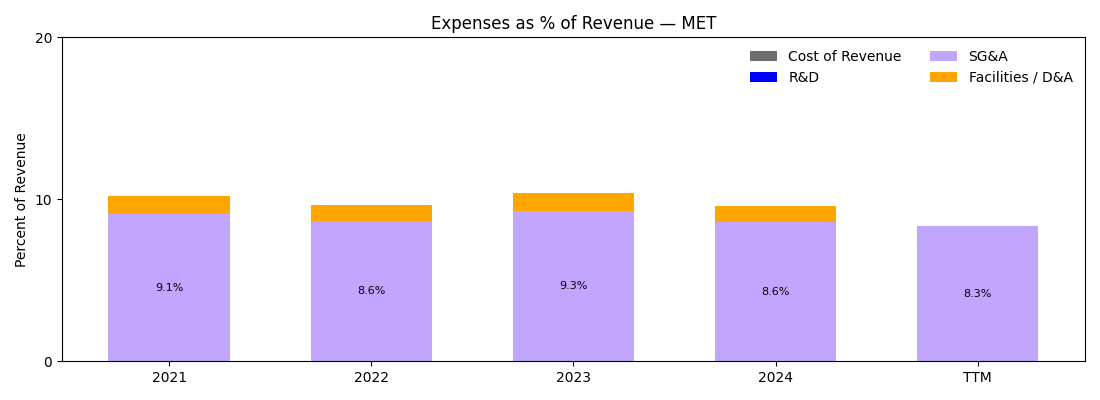 Expenses as % of Revenue — MET
Percent of Revenue
20
10
0
Cost of Revenue
R&D
SG&A
Facilities / D&A
9.1%
8.6%
9.3%
8.6%
8.3%
2021
2022
2023
2024
TTM